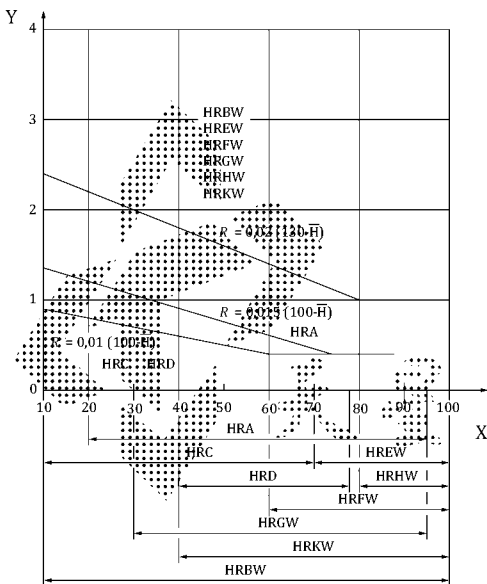 Y
4
HRBW
HREW
3
HRFW
HRGW
HRHW
HRKW
2
R = 0,02 (130-H̅)
1
R = 0,015 (100-H̅)
HRA
R = 0,01 (100-H̅)
HRC HRD
0
10 20 30 40 50 60 70 80 90 100
X
HRA
HRC HREW
HRD HRHW
HRFW
HRGW
HRKW
HRBW